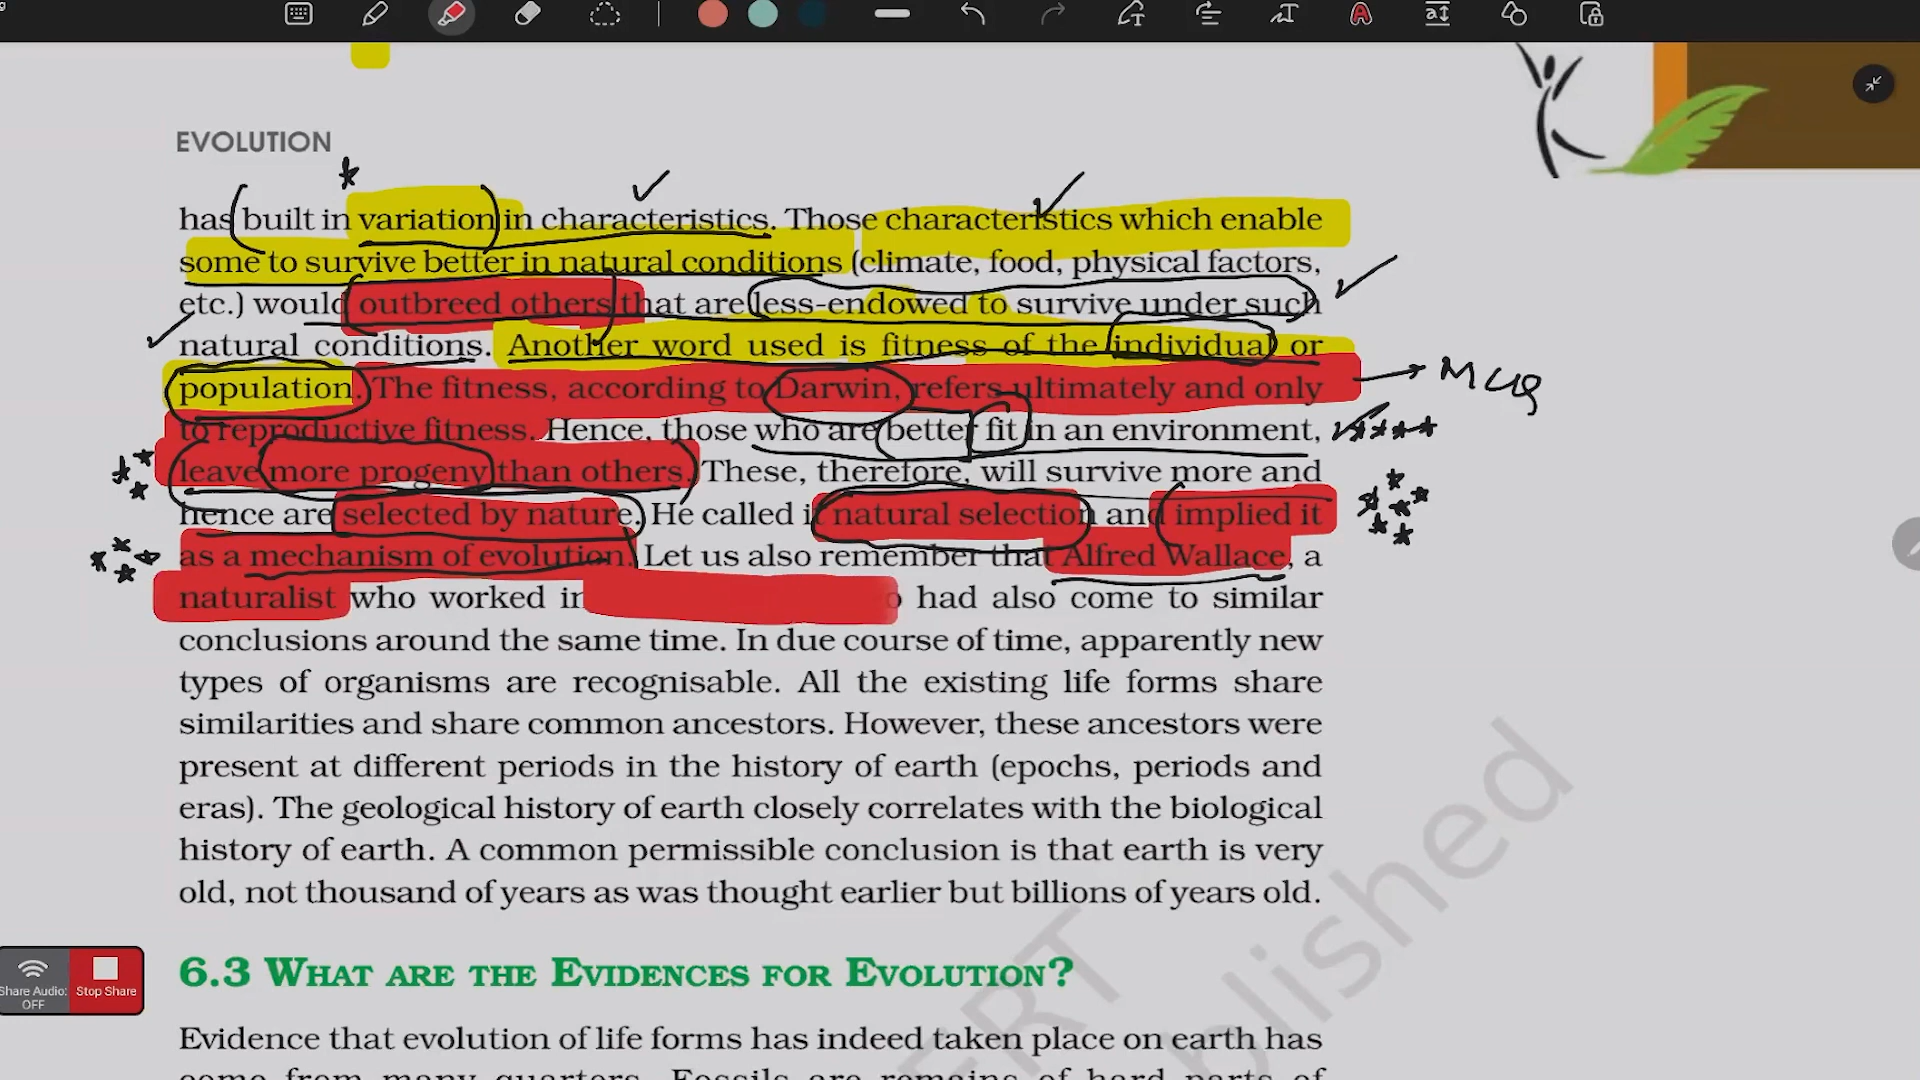 EVOLUTION
has built in variation in characteristics. Those characteristics which enable
some to survive better in natural conditions (climate, food, physical factors,
etc.) would outbreed others that are less-endowed to survive under such
natural conditions. Another word used is fitness of the individual or
population. The fitness, according to Darwin, refers ultimately and only
MCQ
to reproductive fitness. Hence, those who are better fit in an environment,
leave more progeny than others. These, therefore, will survive more and
hence are selected by nature. He called it natural selection and implied it
as a mechanism of evolution. Let us also remember that Alfred Wallace, a
naturalist who worked in had also come to similar
conclusions around the same time. In due course of time, apparently new
types of organisms are recognisable. All the existing life forms share
similarities and share common ancestors. However, these ancestors were
present at different periods in the history of earth (epochs, periods and
eras). The geological history of earth closely correlates with the biological
history of earth. A common permissible conclusion is that earth is very
old, not thousand of years as was thought earlier but billions of years old.
6.3 WHAT ARE THE EVIDENCES FOR EVOLUTION?
Evidence that evolution of life forms has indeed taken place on earth has
come from many quarters. Fossils are remains of hard parts of
Share Audio: OFF
Stop Share